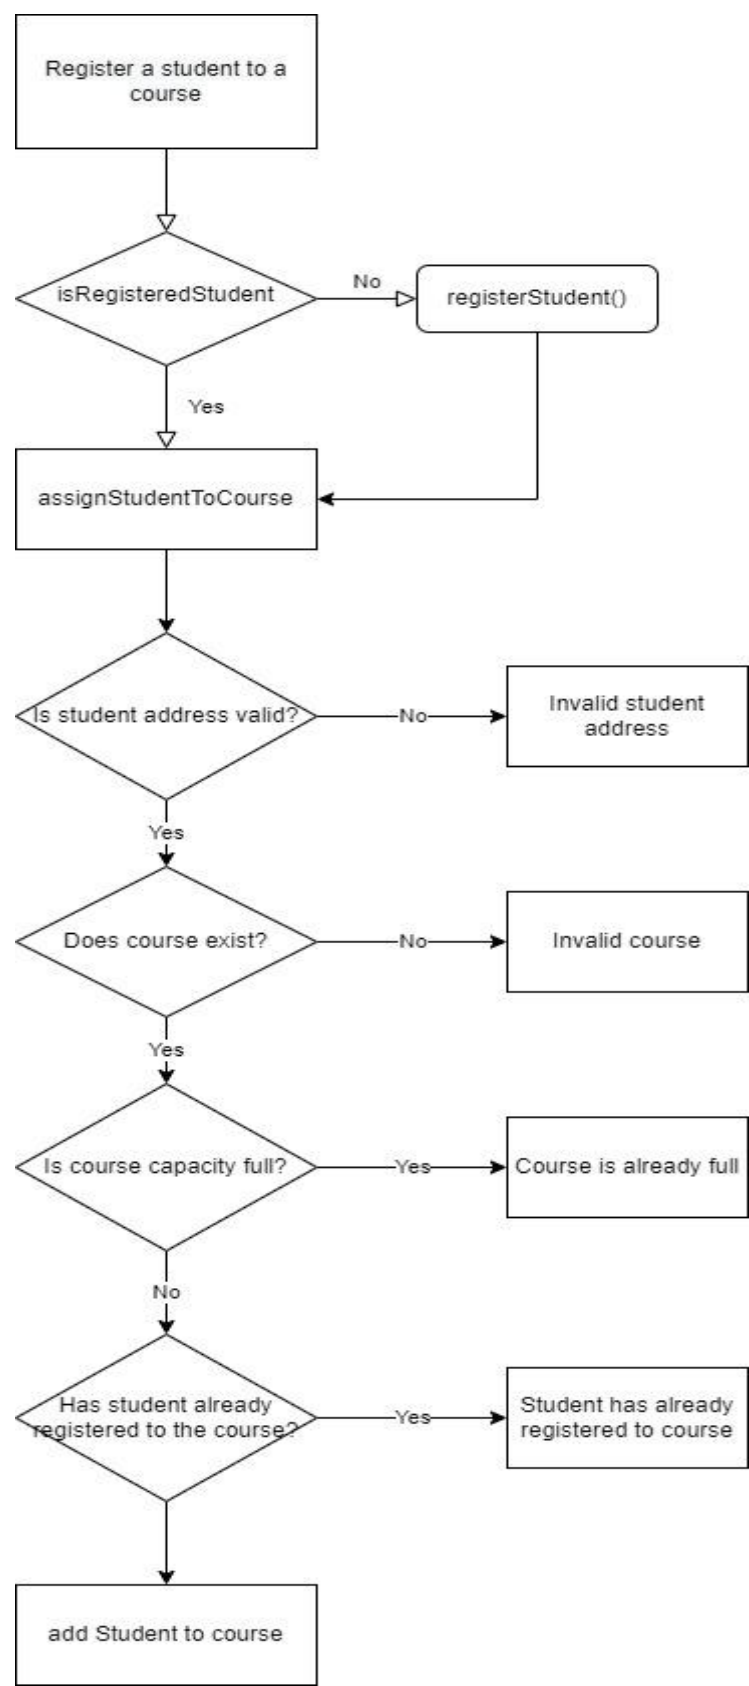 Register a student to a
course
isRegisteredStudent
No
registerStudent()
Yes
assignStudentToCourse
Is student address valid?
No
Invalid student
address
Yes
Does course exist?
No
Invalid course
Yes
Is course capacity full?
Yes
Course is already full
No
Has student already
registered to the course?
Yes
Student has already
registered to course
add Student to course